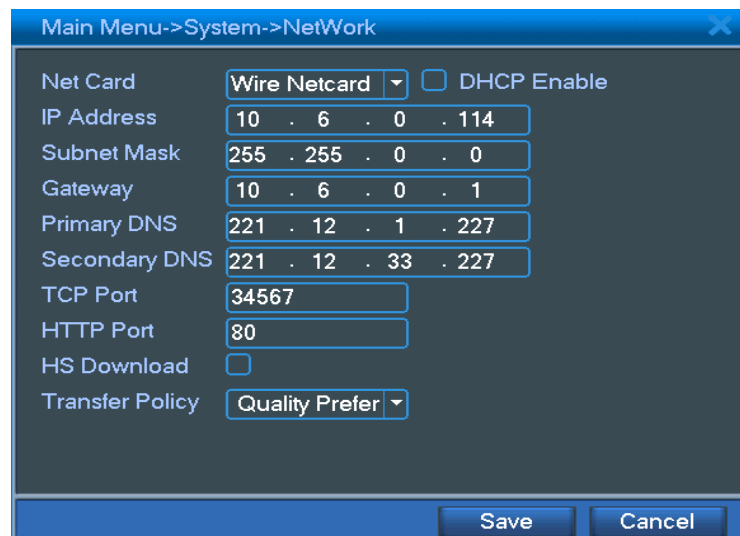 Main Menu->System->NetWork
Net Card Wire Netcard DHCP Enable
IP Address 10 . 6 . 0 . 114
Subnet Mask 255 . 255 . 0 . 0
Gateway 10 . 6 . 0 . 1
Primary DNS 221 . 12 . 1 . 227
Secondary DNS 221 . 12 . 33 . 227
TCP Port 34567
HTTP Port 80
HS Download
Transfer Policy Quality Prefer
Save Cancel